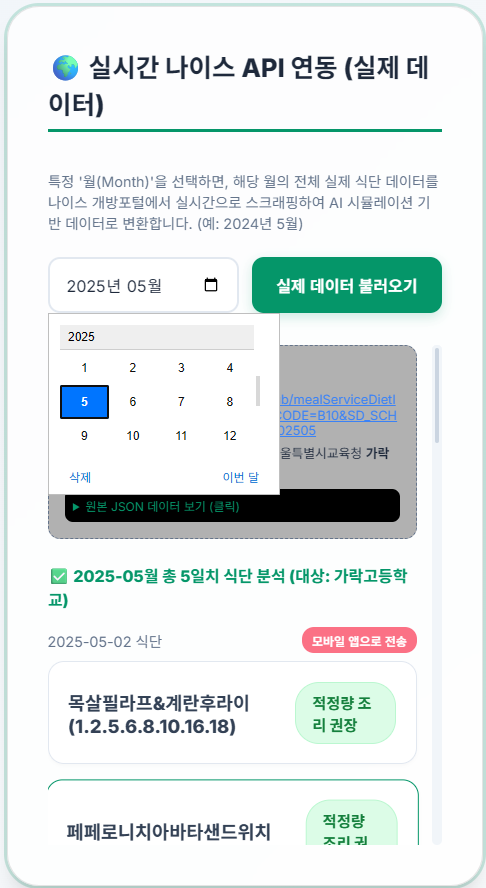 🌍 실시간 나이스 API 연동 (실제 데
이터)
특정 '월(Month)'을 선택하면, 해당 월의 전체 실제 식단 데이터를
나이스 개방포털에서 실시간으로 스크래핑하여 AI 시뮬레이션 기
반 데이터로 변환합니다. (예: 2024년 5월)
2025년 05월
실제 데이터 불러오기
2025
1 2 3 4
5 6 7 8
9 10 11 12
삭제 이번 달
b/mealServiceDietI
CODE=B10&SD_SCH
02505
울특별시교육청 가락
▶ 원본 JSON 데이터 보기 (클릭)
✅ 2025-05월 총 5일치 식단 분석 (대상: 가락고등학
교)
2025-05-02 식단
모바일 앱으로 전송
목살필라프&계란후라이
(1.2.5.6.8.10.16.18)
적정량 조
리 권장
페페로니치아바타샌드위치
적정량
조리 권